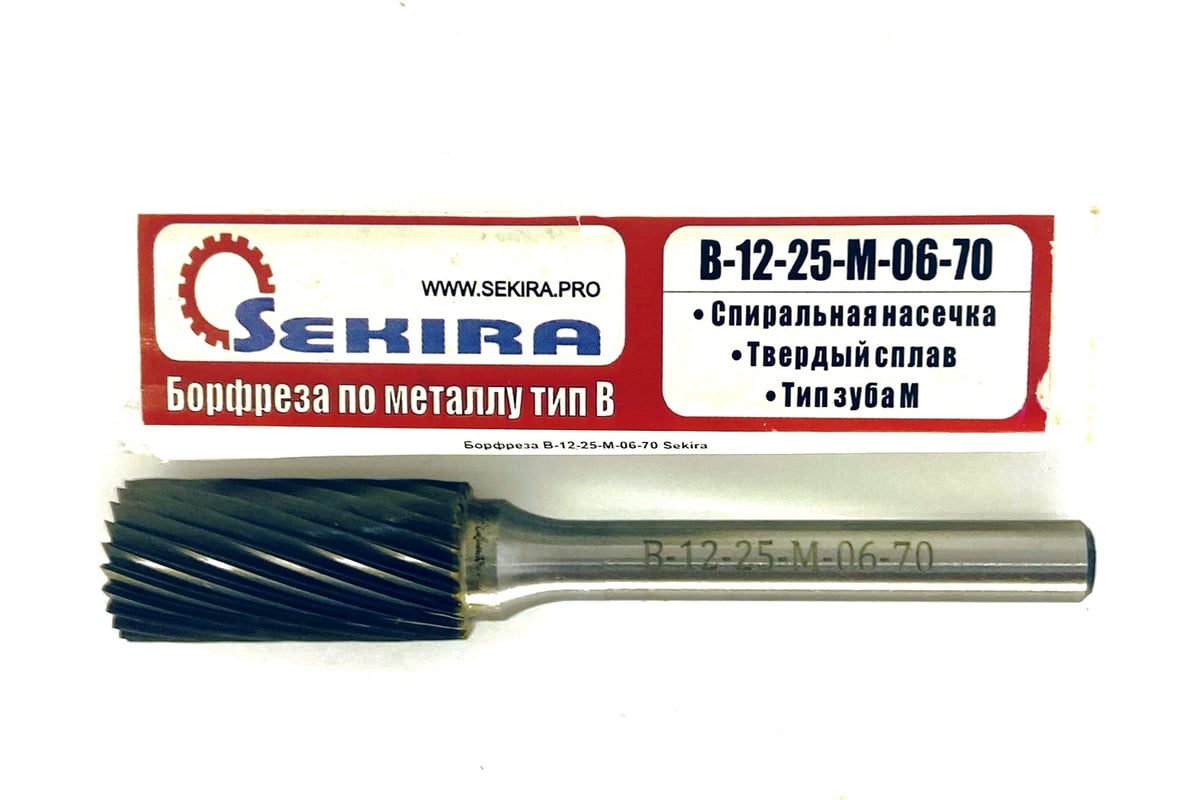 WWW.SEKIRA.PRO
SEKIRA
Борфреза по металлу тип В
В-12-25-М-06-70
• Спиральная насечка
• Твердый сплав
• Тип зуба М
Борфреза В-12-25-М-06-70 Sekira
B-12-25-M-06-70